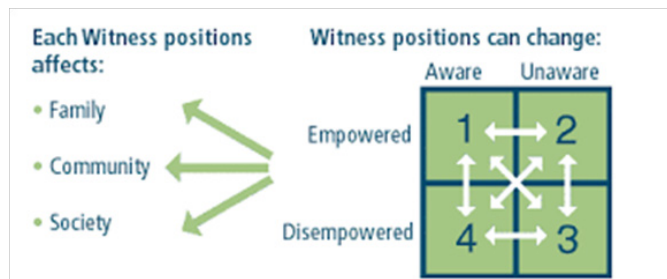 Each Witness positions
affects:
• Family
• Community
• Society
Witness positions can change:
Aware Unaware
Empowered 1 2
Disempowered 4 3